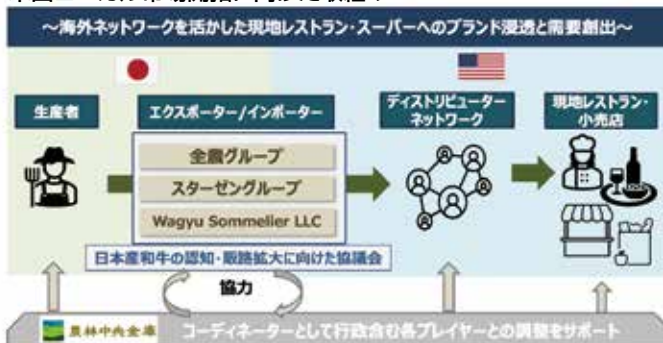 ～海外ネットワークを活かした現地レストラン・スーパーへのブランド浸透と需要創出～
生産者
エクスポーター/インポーター
ディストリビューター
ネットワーク
現地レストラン・
小売店
全農グループ
スターゼングループ
Wagyu Sommelier LLC
日本産和牛の認知・販路拡大に向けた協議会
協力
農林中央金庫
コーディネーターとして行政含む各プレイヤーとの調整をサポート